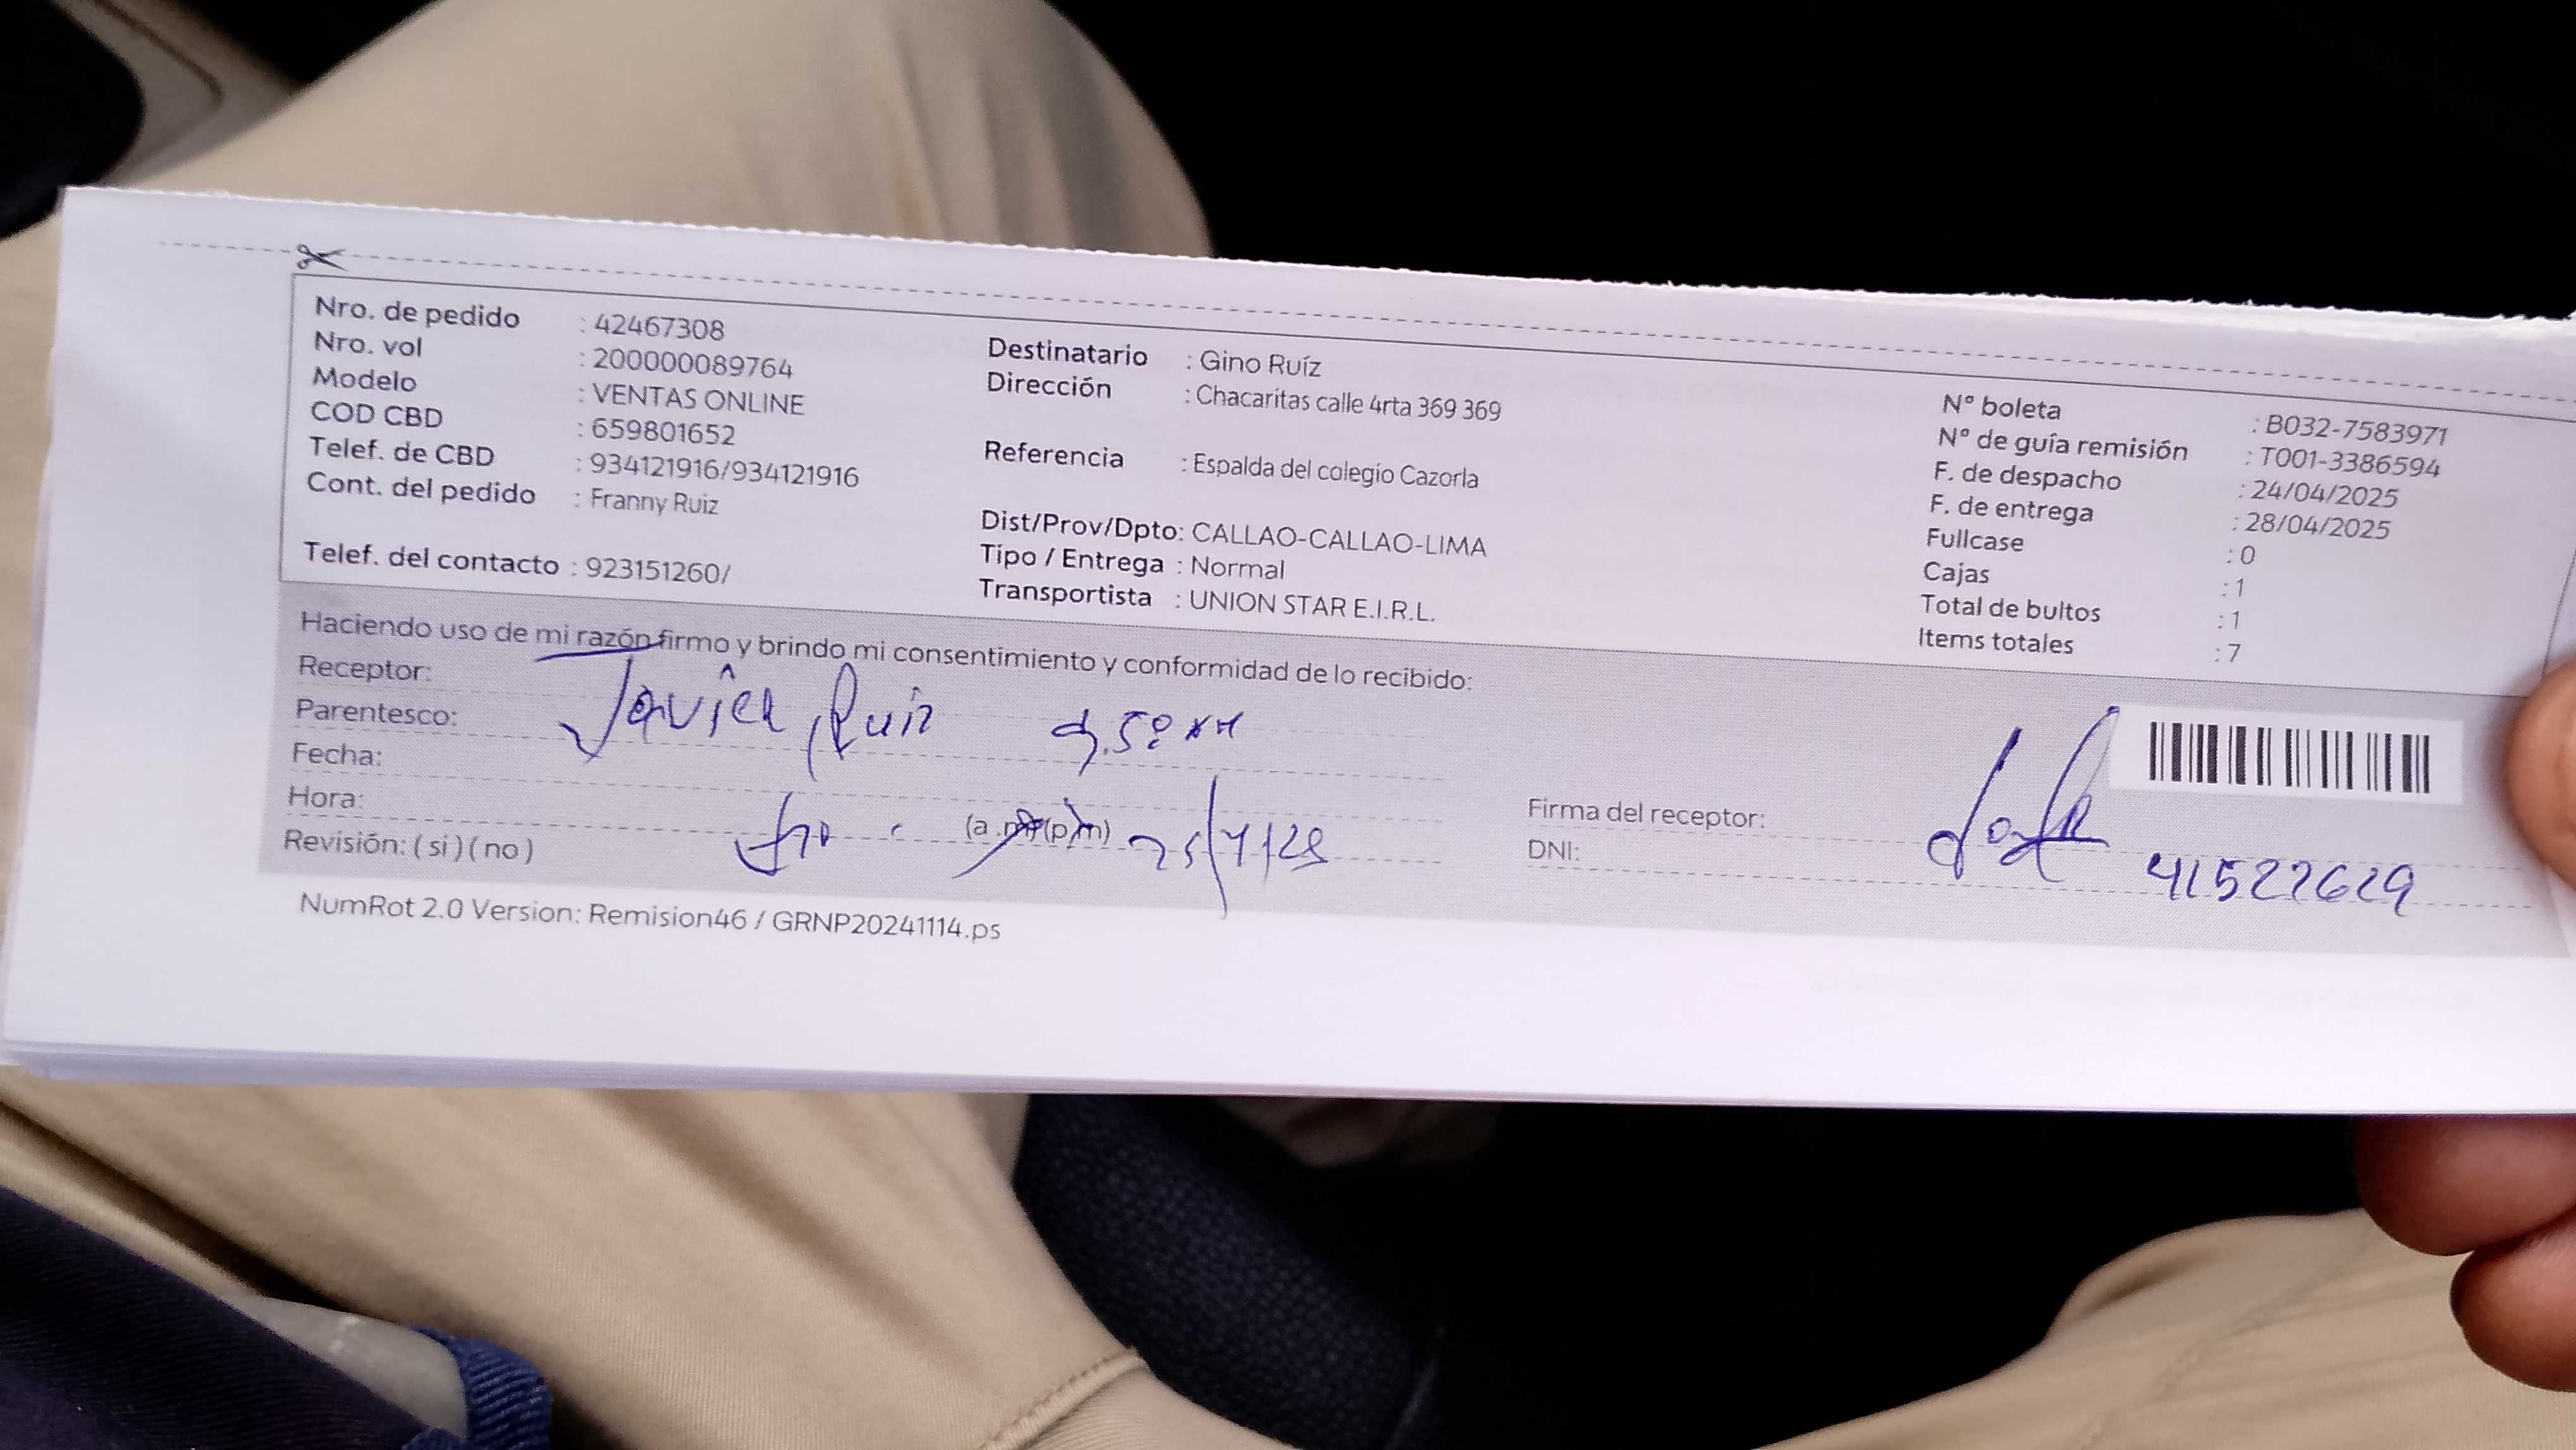 Nro. de pedido : 42467308
Nro. vol : 200000089764
Modelo : VENTAS ONLINE
COD CBD : 659801652
Telef. de CBD : 934121916/934121916
Cont. del pedido : Franny Ruiz
Telef. del contacto : 923151260/
Destinatario : Gino Ruíz
Dirección : Chacaritas calle 4rta 369 369
Referencia : Espalda del colegio Cazorla
Dist/Prov/Dpto: CALLAO-CALLAO-LIMA
Tipo / Entrega : Normal
Transportista : UNION STAR E.I.R.L.
N° boleta : B032-7583971
N° de guía remisión : T001-3386594
F. de despacho : 24/04/2025
F. de entrega : 28/04/2025
Fullcase : 0
Cajas : 1
Total de bultos : 1
Items totales : 7
Haciendo uso de mi razón firmo y brindo mi consentimiento y conformidad de lo recibido:
Receptor:
Javier Ruiz
Parentesco:
Fecha:
Hora: (a.m) (p.m)
Revisión: ( si ) ( no )
Firma del receptor:
DNI: 41522629
NumRot 2.0 Version: Remision46 / GRNP20241114.ps